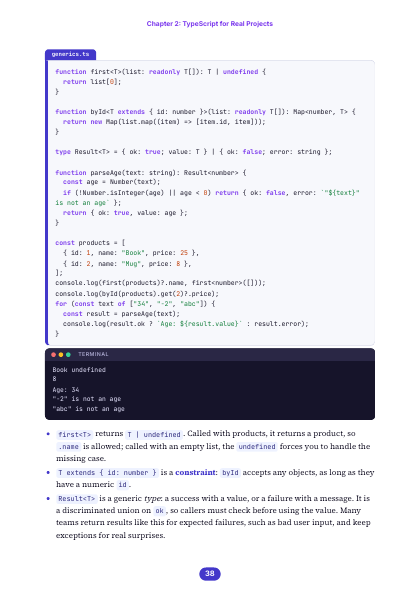 Chapter 2: TypeScript for Real Projects
generics.ts
function first<T>(list: readonly T[]): T | undefined {
  return list[0];
}
function byId<T extends { id: number }>(list: readonly T[]): Map<number, T> {
  return new Map(list.map((item) => [item.id, item]));
}
type Result<T> = { ok: true; value: T } | { ok: false; error: string };
function parseAge(text: string): Result<number> {
  const age = Number(text);
  if (!Number.isInteger(age) || age < 0) return { ok: false, error: `"${text}"
is not an age` };
  return { ok: true, value: age };
}
const products = [
  { id: 1, name: "Book", price: 25 },
  { id: 2, name: "Mug", price: 8 },
];
console.log(first(products)?.name, first<number>([]));
console.log(byId(products).get(2)?.price);
for (const text of ["34", "-2", "abc"]) {
  const result = parseAge(text);
  console.log(result.ok ? `Age: ${result.value}` : result.error);
}
TERMINAL
Book undefined
8
Age: 34
"-2" is not an age
"abc" is not an age
• first<T> returns T | undefined. Called with products, it returns a product, so
.name is allowed; called with an empty list, the undefined forces you to handle the
missing case.
• T extends { id: number } is a constraint: byId accepts any objects, as long as they
have a numeric id.
• Result<T> is a generic type: a success with a value, or a failure with a message. It is
a discriminated union on ok, so callers must check before using the value. Many
teams return results like this for expected failures, such as bad user input, and keep
exceptions for real surprises.
38